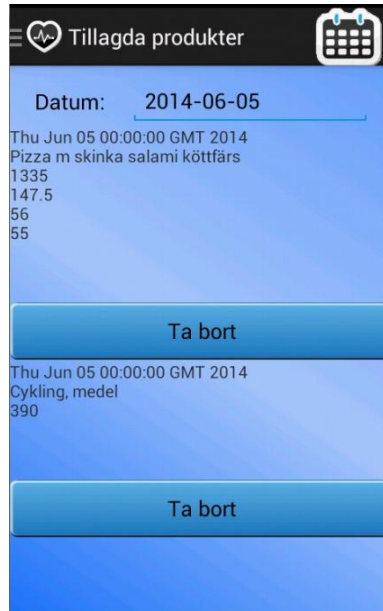 Tillagda produkter
Datum: 2014-06-05
Thu Jun 05 00:00:00 GMT 2014
Pizza m skinka salami köttfärs
1335
147.5
56
55
Ta bort
Thu Jun 05 00:00:00 GMT 2014
Cykling, medel
390
Ta bort